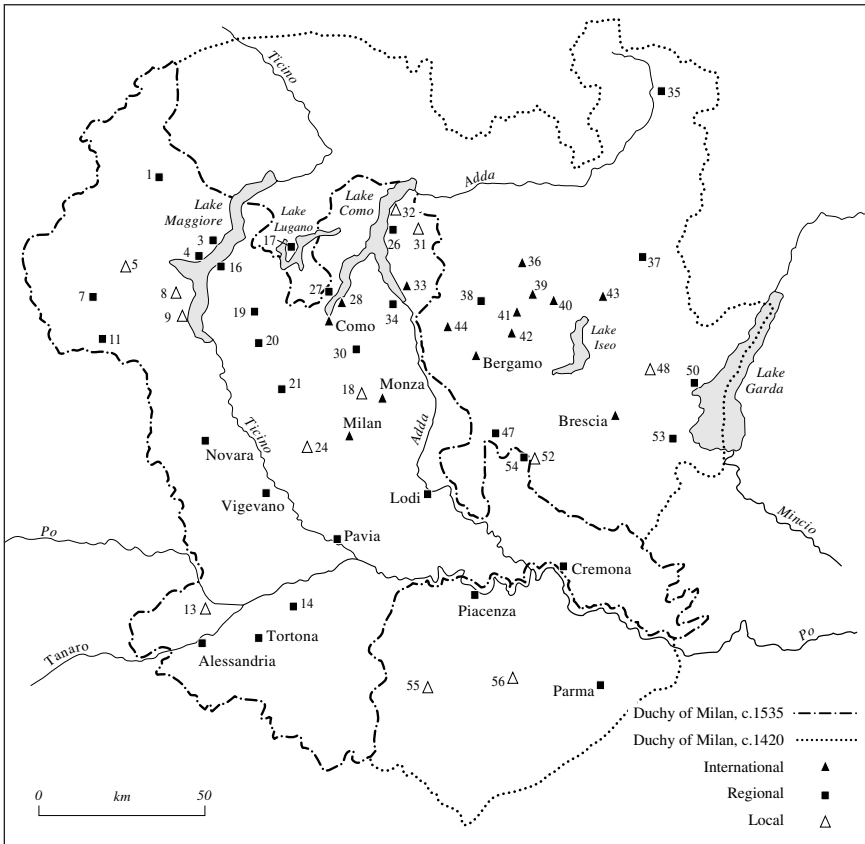 Ticino
35
1
Adda
Lake
Maggiore
Lake
Lugano
Lake
Como
32
17
26
31
3
4
16
5
36
37
7
8
9
27
28
33
38
39
40
43
41
42
19
Como
34
44
11
20
30
Lake
Iseo
Bergamo
48
50
Lake
Garda
21
18
Monza
Milan
Adda
Brescia
Ticino
Novara
24
47
54
52
53
Vigevano
Lodi
Mincio
Po
Pavia
Cremona
13
14
Piacenza
Po
Tanaro
Tortona
Alessandria
55
56
Parma
Duchy of Milan, c.1535
Duchy of Milan, c.1420
International
Regional
Local
0 km 50